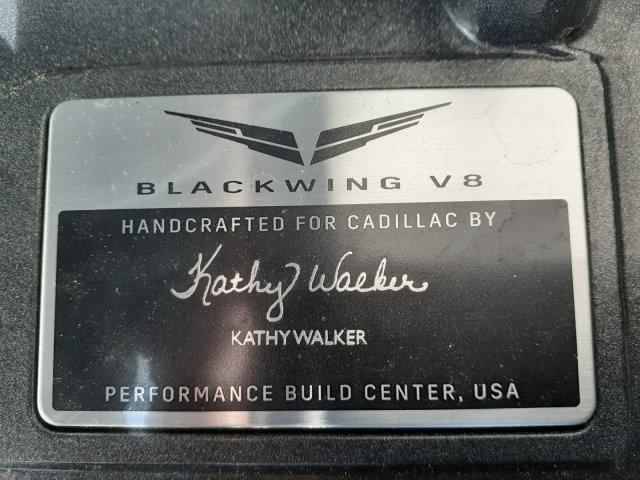 BLACKWING V8
HANDCRAFTED FOR CADILLAC BY
Kathy Walker
KATHY WALKER
PERFORMANCE BUILD CENTER, USA